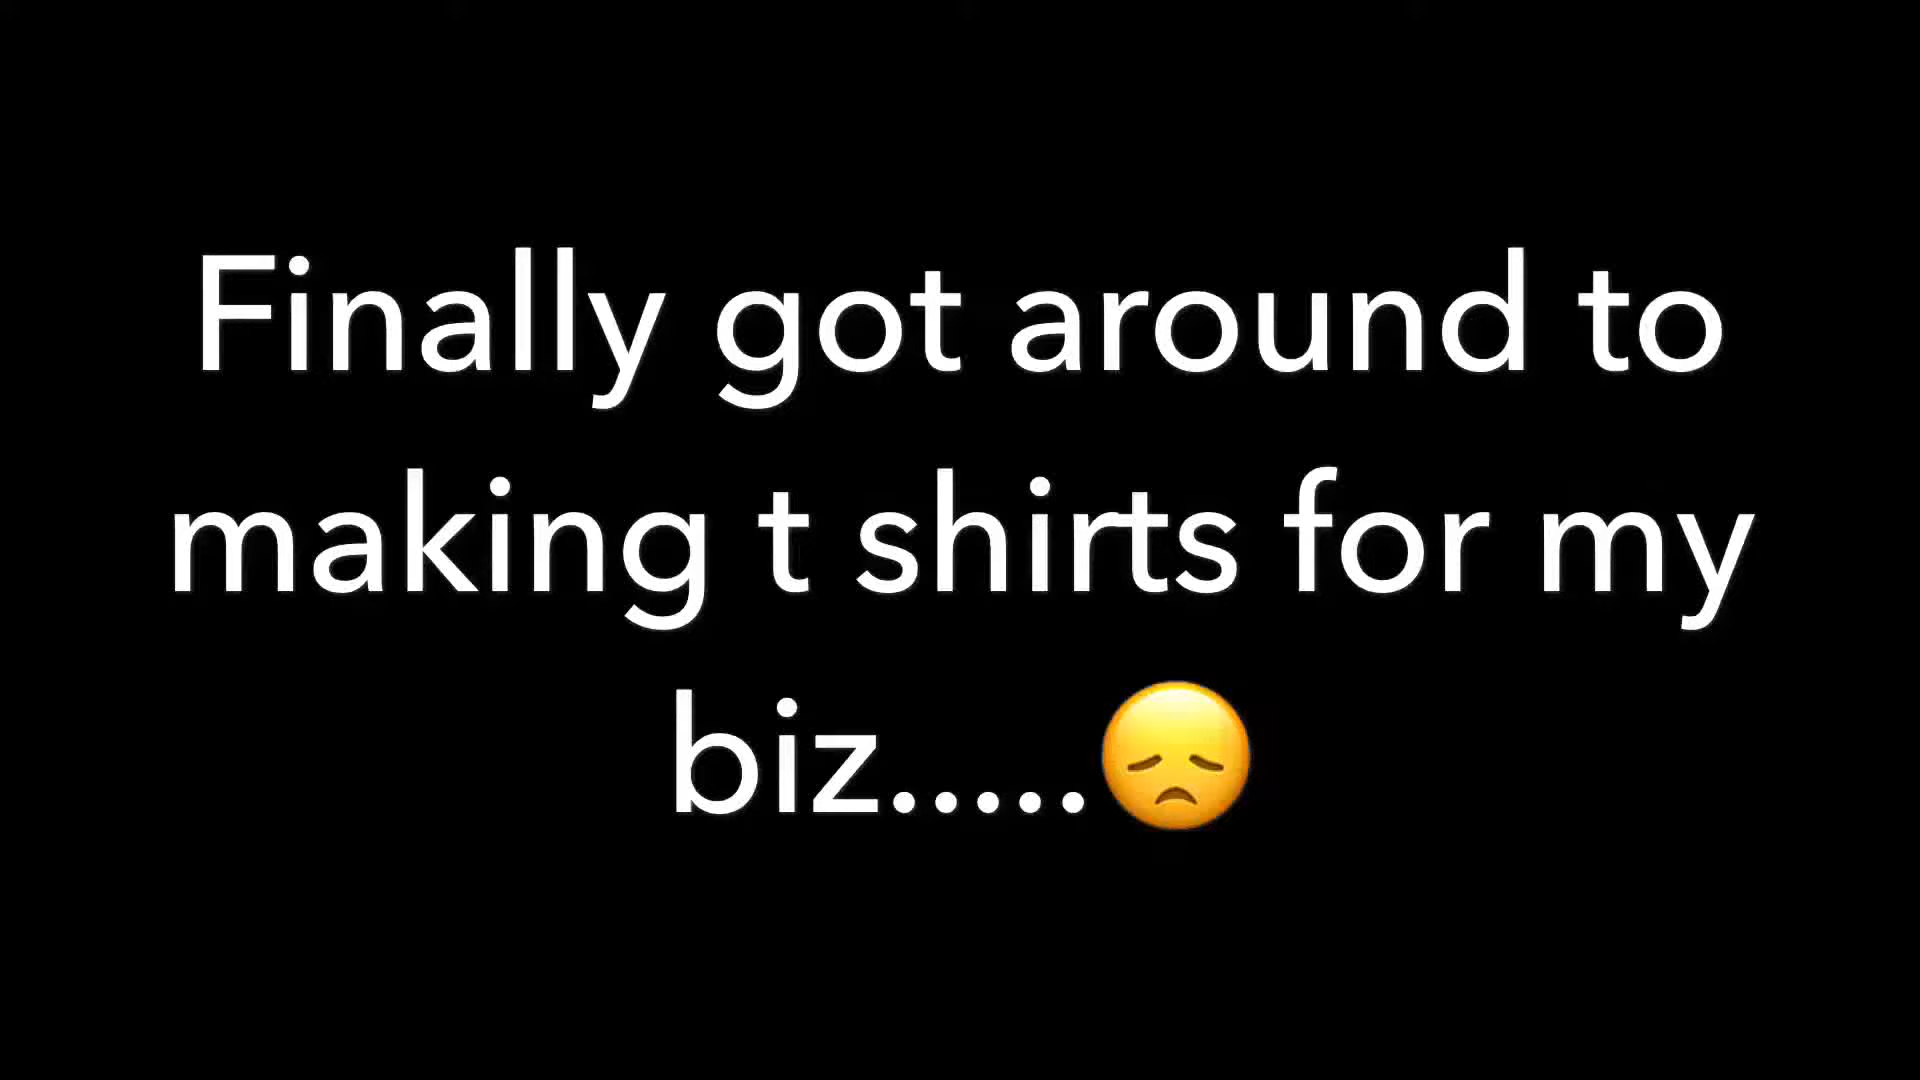 Finally got around to
making t shirts for my
biz.....😞